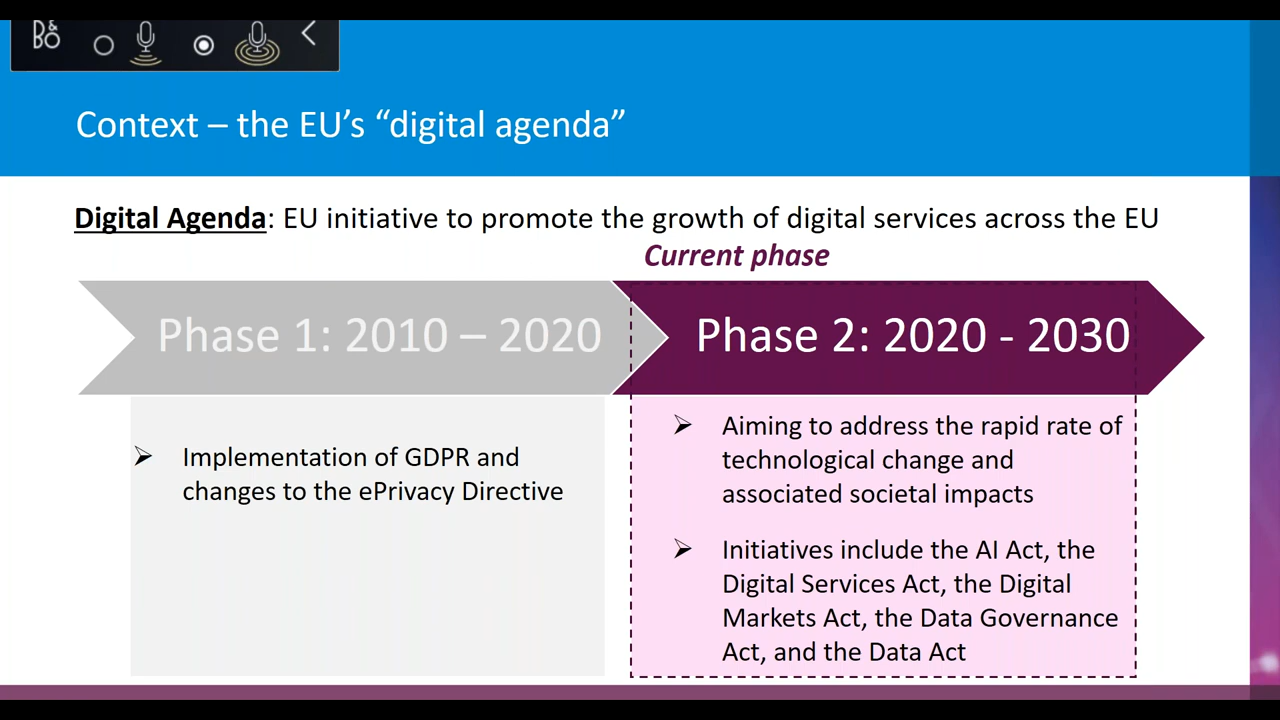 B&O
Context – the EU’s “digital agenda”
Digital Agenda: EU initiative to promote the growth of digital services across the EU
Current phase
Phase 1: 2010 – 2020
Phase 2: 2020 - 2030
Implementation of GDPR and
changes to the ePrivacy Directive
Aiming to address the rapid rate of
technological change and
associated societal impacts
Initiatives include the AI Act, the
Digital Services Act, the Digital
Markets Act, the Data Governance
Act, and the Data Act